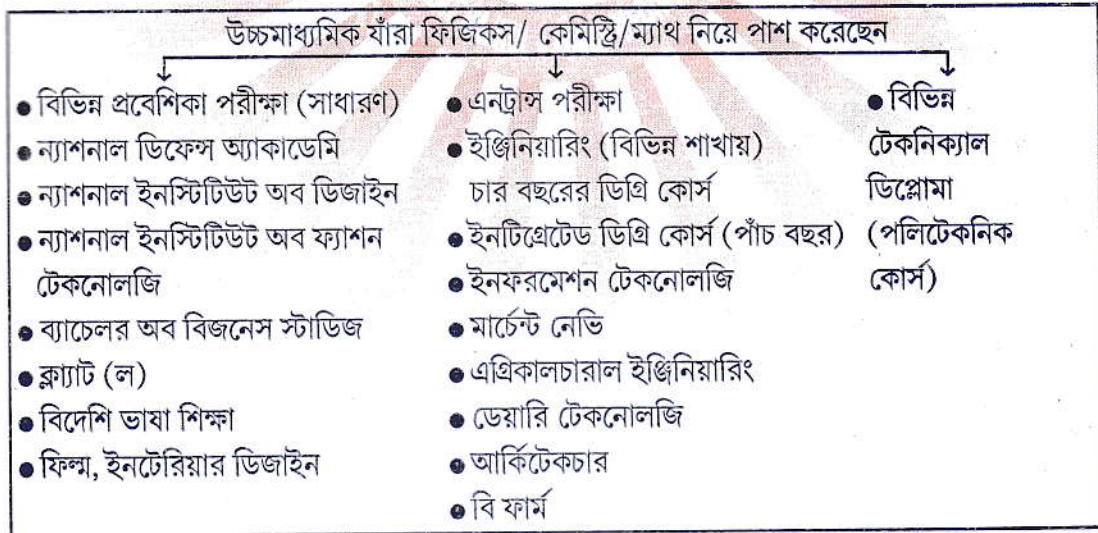 উচ্চমাধ্যমিক যাঁরা ফিজিকস/ কেমিস্ট্রি/ম্যাথ নিয়ে পাশ করেছেন
● বিভিন্ন প্রবেশিকা পরীক্ষা (সাধারণ)
● ন্যাশনাল ডিফেন্স অ্যাকাডেমি
● ন্যাশনাল ইনস্টিটিউট অব ডিজাইন
● ন্যাশনাল ইনস্টিটিউট অব ফ্যাশন
টেকনোলজি
● ব্যাচেলর অব বিজনেস স্টাডিজ
● ক্ল্যাট (ল)
● বিদেশি ভাষা শিক্ষা
● ফিল্ম, ইনটেরিয়ার ডিজাইন
● এনট্রান্স পরীক্ষা
● ইঞ্জিনিয়ারিং (বিভিন্ন শাখায়)
চার বছরের ডিগ্রি কোর্স
● ইনটিগ্রেটেড ডিগ্রি কোর্স (পাঁচ বছর)
● ইনফরমেশন টেকনোলজি
● মার্চেন্ট নেভি
● এগ্রিকালচারাল ইঞ্জিনিয়ারিং
● ডেয়ারি টেকনোলজি
● আর্কিটেকচার
● বি ফার্ম
● বিভিন্ন
টেকনিক্যাল
ডিপ্লোমা
(পলিটেকনিক
কোর্স)